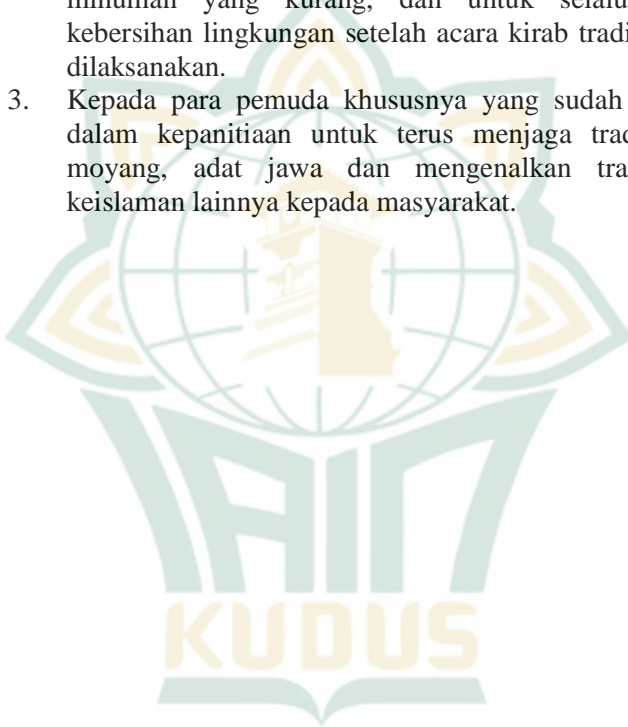 minuman yang kurang, dan untuk selalu
kebersihan lingkungan setelah acara kirab tradi
dilaksanakan.
3. Kepada para pemuda khususnya yang sudah
dalam kepanitiaan untuk terus menjaga trad
moyang, adat jawa dan mengenalkan tra
keislaman lainnya kepada masyarakat.
IAIN
KUDUS